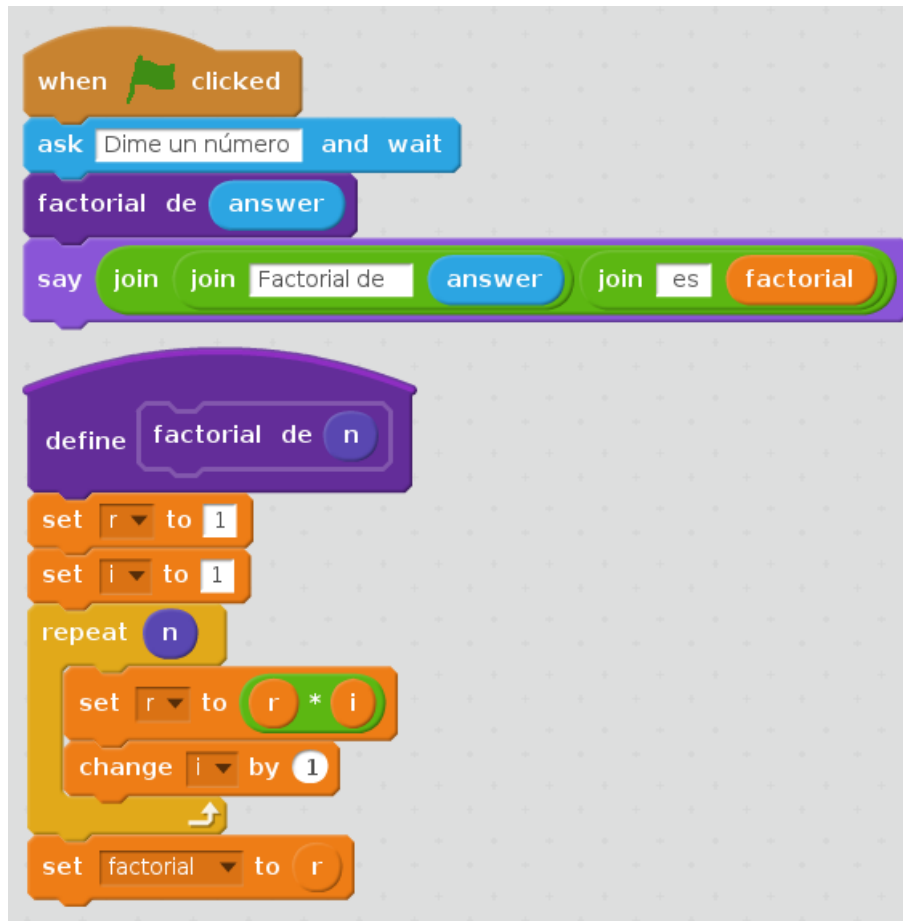 when clicked
ask Dime un número and wait
factorial de answer
say join join Factorial de answer join es factorial
define factorial de n
set r to 1
set i to 1
repeat n
set r to r * i
change i by 1
set factorial to r